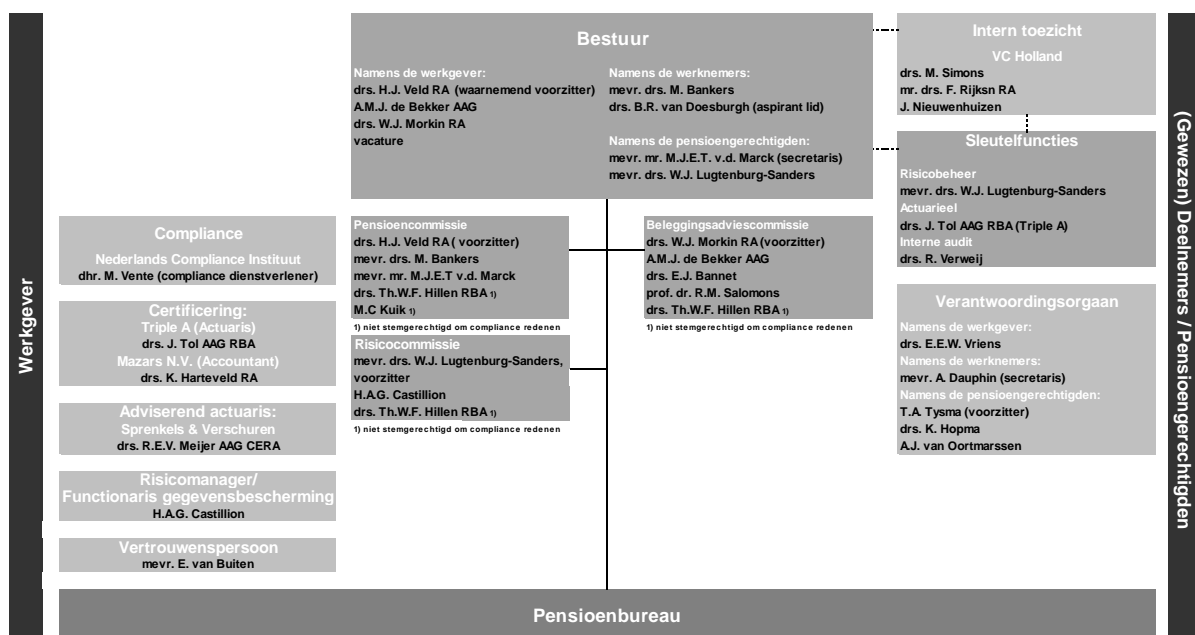 Werkgever
Bestuur
Namens de werkgever:
drs. H.J. Veld RA (waarnemend voorzitter)
A.M.J. de Bekker AAG
drs. W.J. Morkin RA
vacature
Namens de werknemers:
mevr. drs. M. Bankers
drs. B.R. van Doesburgh (aspirant lid)
Namens de pensioengerechtigden:
mevr. mr. M.J.E.T. v.d. Marck (secretaris)
mevr. drs. W.J. Lugtenburg-Sanders
Intern toezicht
VC Holland
drs. M. Simons
mr. drs. F. Rijksn RA
J. Nieuwenhuizen
Sleutelfuncties
Risicobeheer
mevr. drs. W.J. Lugtenburg-Sanders
Actuarieel
drs. J. Tol AAG RBA (Triple A)
Interne audit
drs. R. Verweij
Compliance
Nederlands Compliance Instituut
dhr. M. Vente (compliance dienstverlener)
Certificering:
Triple A (Actuaris)
drs. J. Tol AAG RBA
Mazars N.V. (Accountant)
drs. K. Harteveld RA
Adviserend actuaris:
Sprenkels & Verschuren
drs. R.E.V. Meijer AAG CERA
Risicomanager/
Functionaris gegevensbescherming
H.A.G. Castillion
Vertrouwenspersoon
mevr. E. van Buiten
Pensioencommissie
drs. H.J. Veld RA ( voorzitter)
mevr. drs. M. Bankers
mevr. mr. M.J.E.T v.d. Marck
drs. Th.W.F. Hillen RBA 1)
M.C Kuik 1)
1) niet stemgerechtigd om compliance redenen
Risicocommissie
mevr. drs. W.J. Lugtenburg-Sanders,
voorzitter
H.A.G. Castillion
drs. Th.W.F. Hillen RBA 1)
1) niet stemgerechtigd om compliance redenen
Beleggingsadviescommissie
drs. W.J. Morkin RA (voorzitter)
A.M.J. de Bekker AAG
drs. E.J. Bannet
prof. dr. R.M. Salomons
drs. Th.W.F. Hillen RBA 1)
1) niet stemgerechtigd om compliance redenen
Verantwoordingsorgaan
Namens de werkgever:
drs. E.E.W. Vriens
Namens de werknemers:
mevr. A. Dauphin (secretaris)
Namens de pensioengerechtigden:
T.A. Tysma (voorzitter)
drs. K. Hopma
A.J. van Oortmarssen
(Gewezen) Deelnemers / Pensioengerechtigden
Pensioenbureau